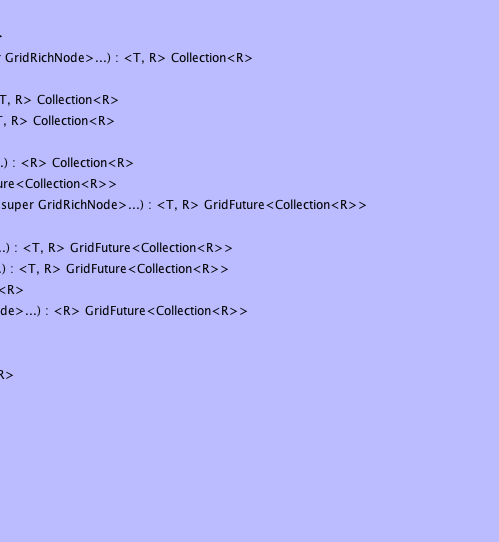 >
GridRichNode>...) : <T, R> Collection<R>
T, R> Collection<R>
, R> Collection<R>
.) : <R> Collection<R>
ure<Collection<R>>
super GridRichNode>...) : <T, R> GridFuture<Collection<R>>
..) : <T, R> GridFuture<Collection<R>>
.) : <T, R> GridFuture<Collection<R>>
<R>
de>...) : <R> GridFuture<Collection<R>>
R>